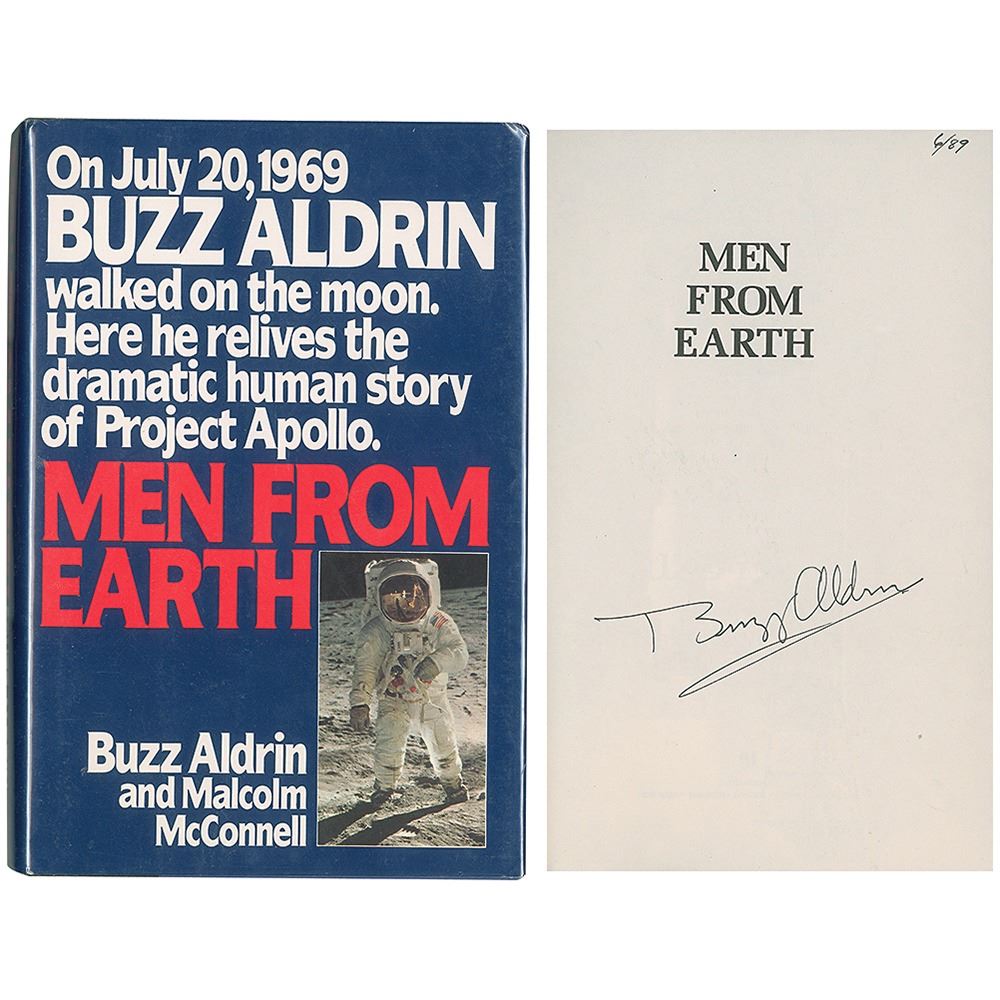 On July 20, 1969
BUZZ ALDRIN
walked on the moon.
Here he relives the
dramatic human story
of Project Apollo.
MEN FROM
EARTH
Buzz Aldrin
and Malcolm
McConnell
6/89
MEN
FROM
EARTH
Buzz Aldrin